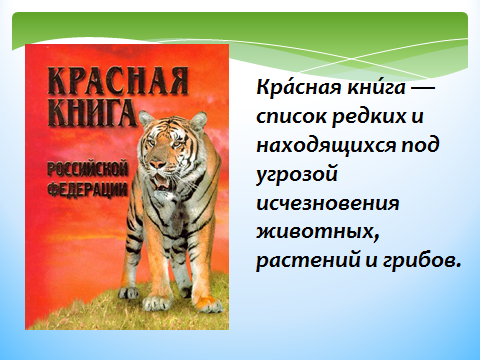 КРАСНАЯ
КНИГА
РОССИЙСКОЙ
ФЕДЕРАЦИИ
Кра́сная кни́га —
список редких и
находящихся под
угрозой
исчезновения
животных,
растений и грибов.